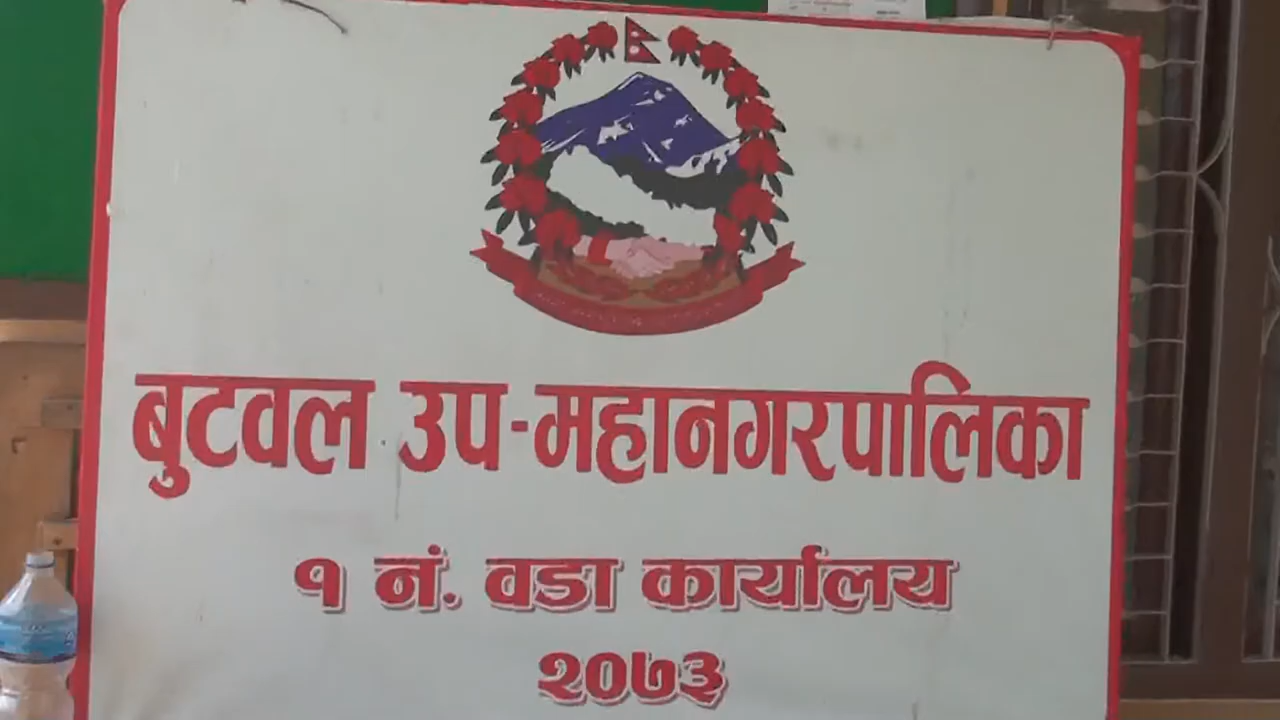 बुटवल उप-महानगरपालिका
१ नं. वडा कार्यालय
२०७३